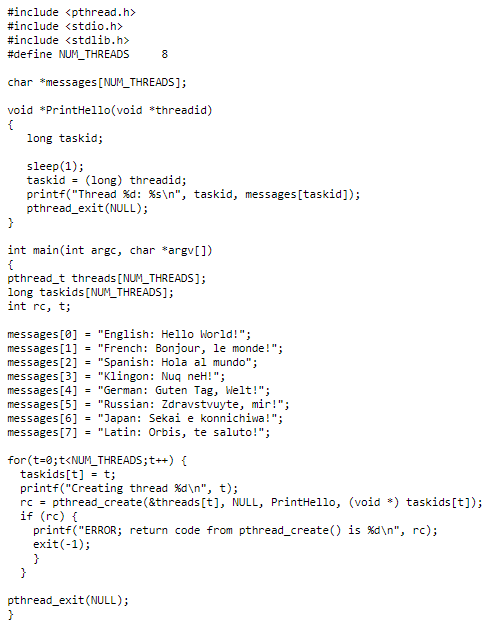 #include <pthread.h>
#include <stdio.h>
#include <stdlib.h>
#define NUM_THREADS     8

char *messages[NUM_THREADS];

void *PrintHello(void *threadid)
{
   long taskid;

   sleep(1);
   taskid = (long) threadid;
   printf("Thread %d: %s\n", taskid, messages[taskid]);
   pthread_exit(NULL);
}

int main(int argc, char *argv[])
{
pthread_t threads[NUM_THREADS];
long taskids[NUM_THREADS];
int rc, t;

messages[0] = "English: Hello World!";
messages[1] = "French: Bonjour, le monde!";
messages[2] = "Spanish: Hola al mundo";
messages[3] = "Klingon: Nuq neH!";
messages[4] = "German: Guten Tag, Welt!";
messages[5] = "Russian: Zdravstvuyte, mir!";
messages[6] = "Japan: Sekai e konnichiwa!";
messages[7] = "Latin: Orbis, te saluto!";

for(t=0;t<NUM_THREADS;t++) {
  taskids[t] = t;
  printf("Creating thread %d\n", t);
  rc = pthread_create(&threads[t], NULL, PrintHello, (void *) taskids[t]);
  if (rc) {
    printf("ERROR; return code from pthread_create() is %d\n", rc);
    exit(-1);
    }
  }

pthread_exit(NULL);
}